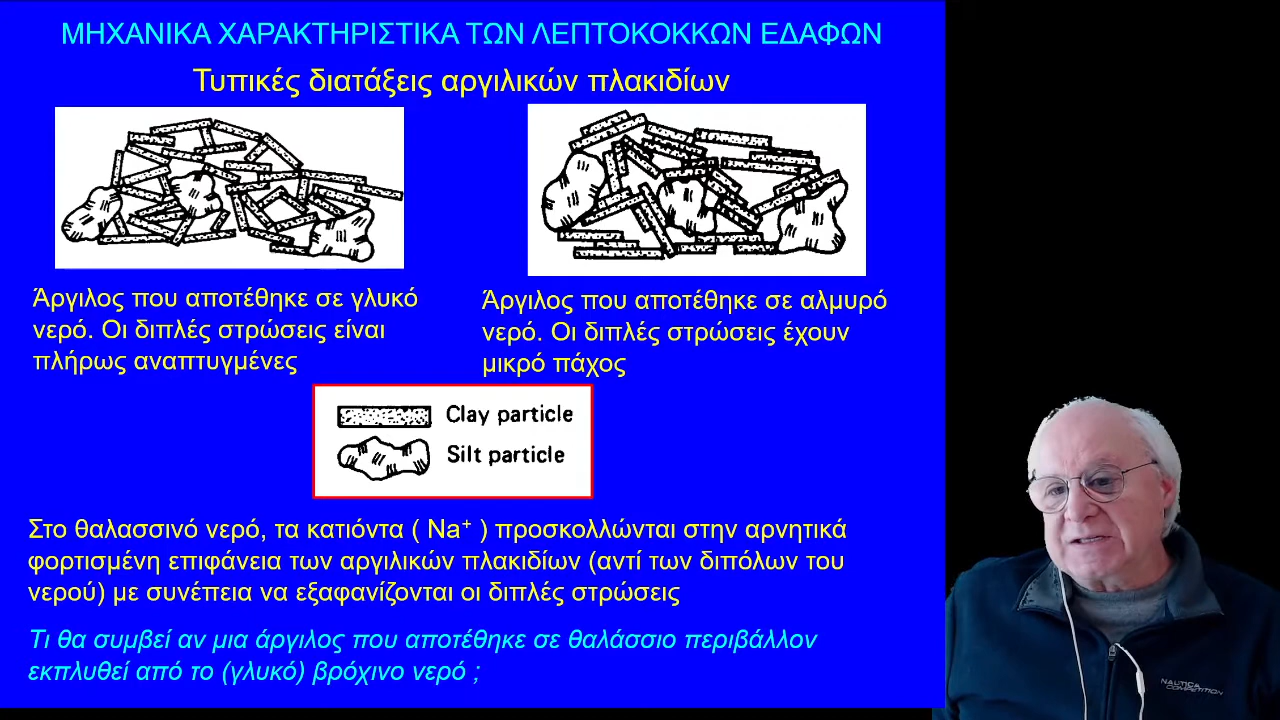 ΜΗΧΑΝΙΚΑ ΧΑΡΑΚΤΗΡΙΣΤΙΚΑ ΤΩΝ ΛΕΠΤΟΚΟΚΚΩΝ ΕΔΑΦΩΝ
Τυπικές διατάξεις αργιλικών πλακιδίων
Άργιλος που αποτέθηκε σε γλυκό
νερό. Οι διπλές στρώσεις είναι
πλήρως αναπτυγμένες
Άργιλος που αποτέθηκε σε αλμυρό
νερό. Οι διπλές στρώσεις έχουν
μικρό πάχος
Clay particle
Silt particle
Στο θαλασσινό νερό, τα κατιόντα ( Na⁺ ) προσκολλώνται στην αρνητικά
φορτισμένη επιφάνεια των αργιλικών πλακιδίων (αντί των διπόλων του
νερού) με συνέπεια να εξαφανίζονται οι διπλές στρώσεις
Τι θα συμβεί αν μια άργιλος που αποτέθηκε σε θαλάσσιο περιβάλλον
εκπλυθεί από το (γλυκό) βρόχινο νερό ;
NAUTICA
COMPETITION